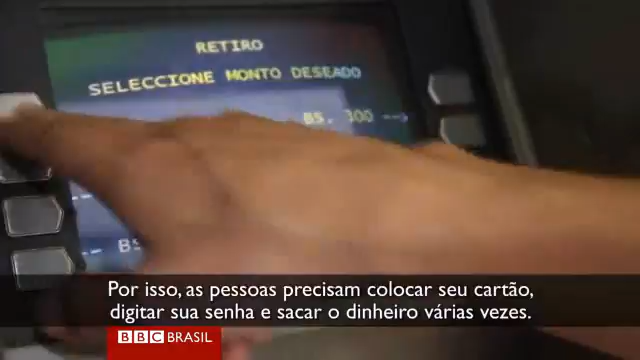 RETIRO
SELECCIONE MONTO DESEADO
BS. 300 -->
BS
Por isso, as pessoas precisam colocar seu cartão,
digitar sua senha e sacar o dinheiro várias vezes.
BBC BRASIL